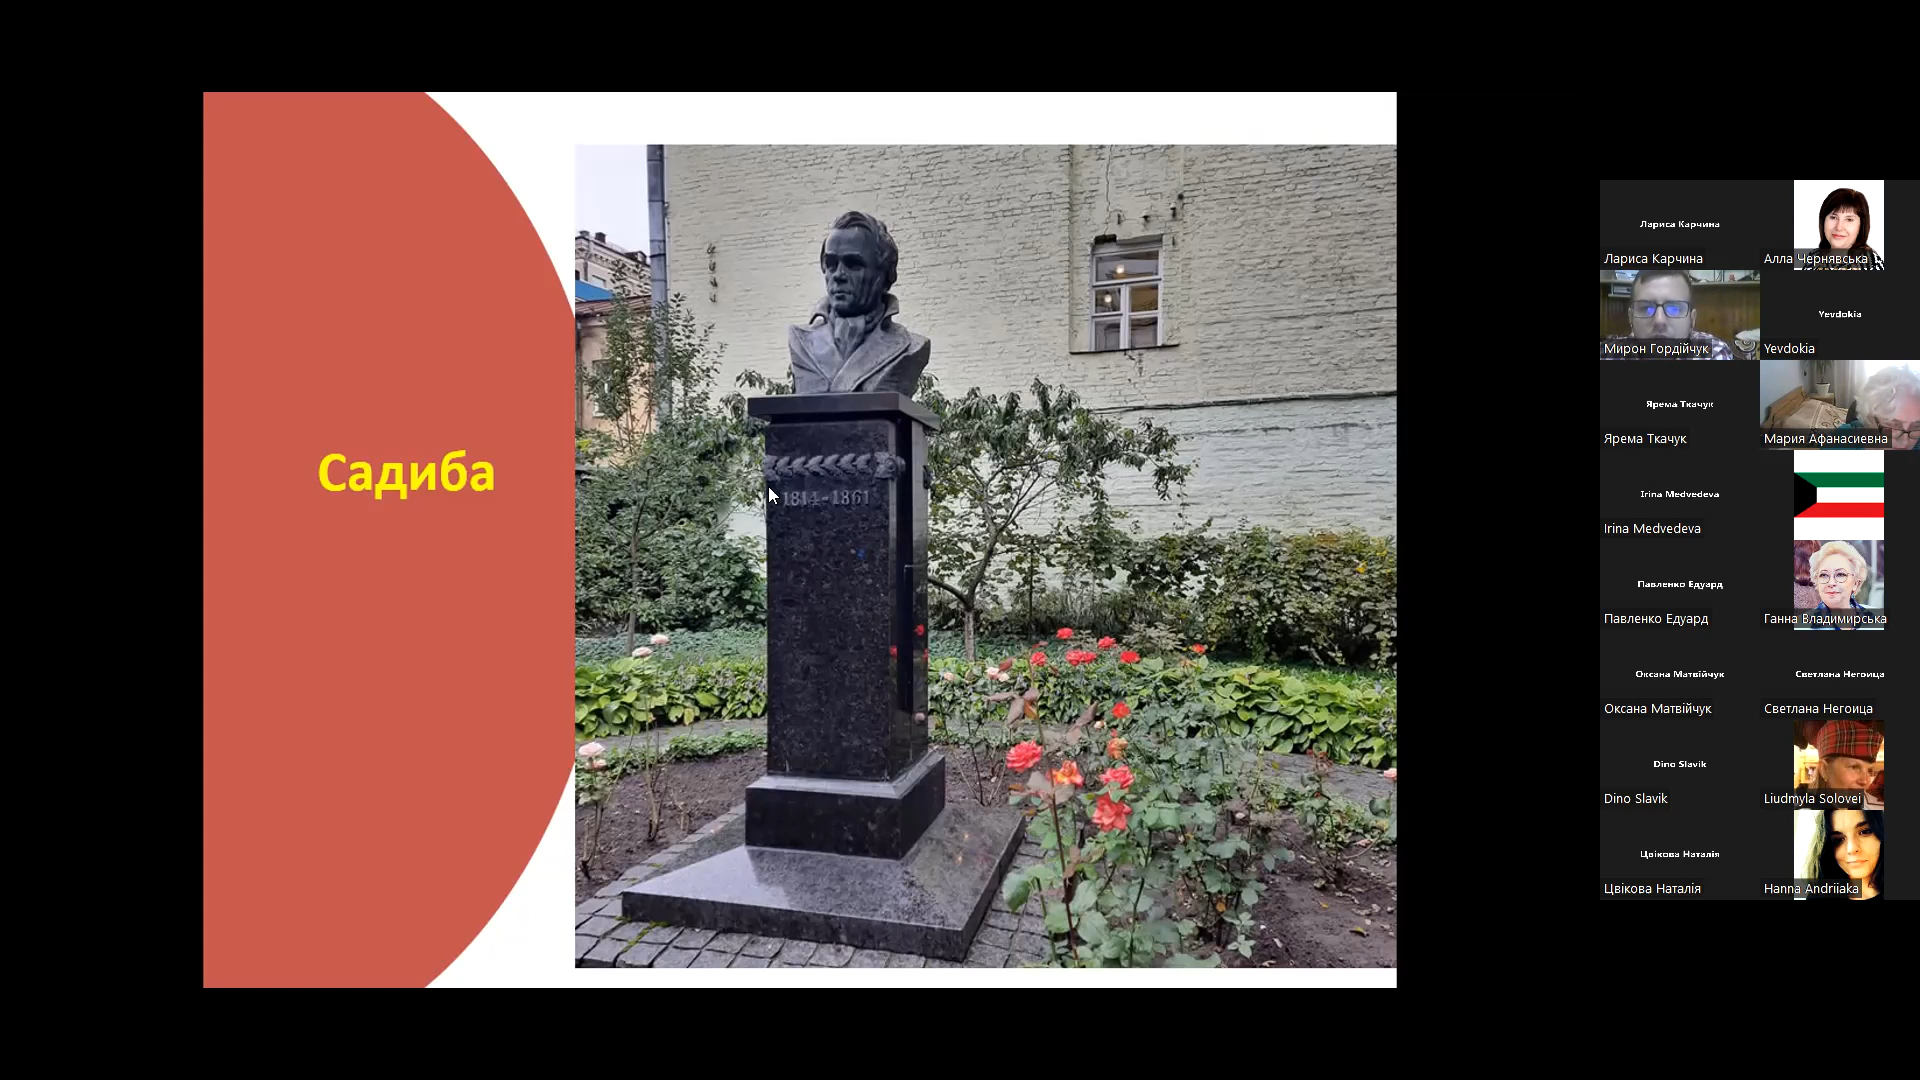 Садиба
1814-1861
Лариса Карчина
Лариса Карчина
Алла Чернявська
Мирон Гордійчук
Yevdokia
Yevdokia
Ярема Ткачук
Ярема Ткачук
Мария Афанасиевна
Irina Medvedeva
Irina Medvedeva
Павленко Едуард
Павленко Едуард
Ганна Владимирська
Оксана Матвійчук
Оксана Матвійчук
Светлана Негоица
Светлана Негоица
Dino Slavik
Dino Slavik
Liudmyla Solovei
Цвікова Наталія
Цвікова Наталія
Hanna Andriiaka